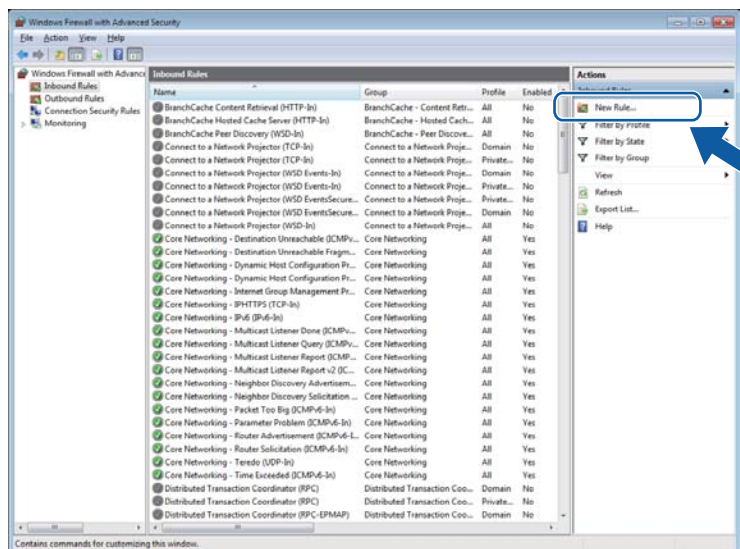 Windows Firewall with Advanced Security
File Action View Help
Windows Firewall with Advance
Inbound Rules
Outbound Rules
Connection Security Rules
Monitoring
Inbound Rules
Name Group Profile Enabled
BranchCache Content Retrieval (HTTP-In) BranchCache - Content Retr... All No
BranchCache Hosted Cache Server (HTTP-In) BranchCache - Hosted Cach... All No
BranchCache Peer Discovery (WSD-In) BranchCache - Peer Discove... All No
Connect to a Network Projector (TCP-In) Connect to a Network Proje... Domain No
Connect to a Network Projector (TCP-In) Connect to a Network Proje... Private... No
Connect to a Network Projector (WSD Events-In) Connect to a Network Proje... Domain No
Connect to a Network Projector (WSD Events-In) Connect to a Network Proje... Private... No
Connect to a Network Projector (WSD EventsSecure... Connect to a Network Proje... Private... No
Connect to a Network Projector (WSD EventsSecure... Connect to a Network Proje... Domain No
Connect to a Network Projector (WSD-In) Connect to a Network Proje... All No
Core Networking - Destination Unreachable (ICMPv... Core Networking All Yes
Core Networking - Destination Unreachable Fragm... Core Networking All Yes
Core Networking - Dynamic Host Configuration Pr... Core Networking All Yes
Core Networking - Dynamic Host Configuration Pr... Core Networking All Yes
Core Networking - Internet Group Management Pr... Core Networking All Yes
Core Networking - IPHTTPS (TCP-In) Core Networking All Yes
Core Networking - IPv6 (IPv6-In) Core Networking All Yes
Core Networking - Multicast Listener Done (ICMPv... Core Networking All Yes
Core Networking - Multicast Listener Query (ICMPv... Core Networking All Yes
Core Networking - Multicast Listener Report (ICMP... Core Networking All Yes
Core Networking - Multicast Listener Report v2 (IC... Core Networking All Yes
Core Networking - Neighbor Discovery Advertisem... Core Networking All Yes
Core Networking - Neighbor Discovery Solicitation ... Core Networking All Yes
Core Networking - Packet Too Big (ICMPv6-In) Core Networking All Yes
Core Networking - Parameter Problem (ICMPv6-In) Core Networking All Yes
Core Networking - Router Advertisement (ICMPv6-I... Core Networking All Yes
Core Networking - Router Solicitation (ICMPv6-In) Core Networking All Yes
Core Networking - Teredo (UDP-In) Core Networking All Yes
Core Networking - Time Exceeded (ICMPv6-In) Core Networking All Yes
Distributed Transaction Coordinator (RPC) Distributed Transaction Coo... Domain No
Distributed Transaction Coordinator (RPC) Distributed Transaction Coo... Private... No
Distributed Transaction Coordinator (RPC-EPMAP) Distributed Transaction Coo... Domain No
Actions
Inbound Rules
New Rule...
Filter by Profile
Filter by State
Filter by Group
View
Refresh
Export List...
Help
Contains commands for customizing this window.